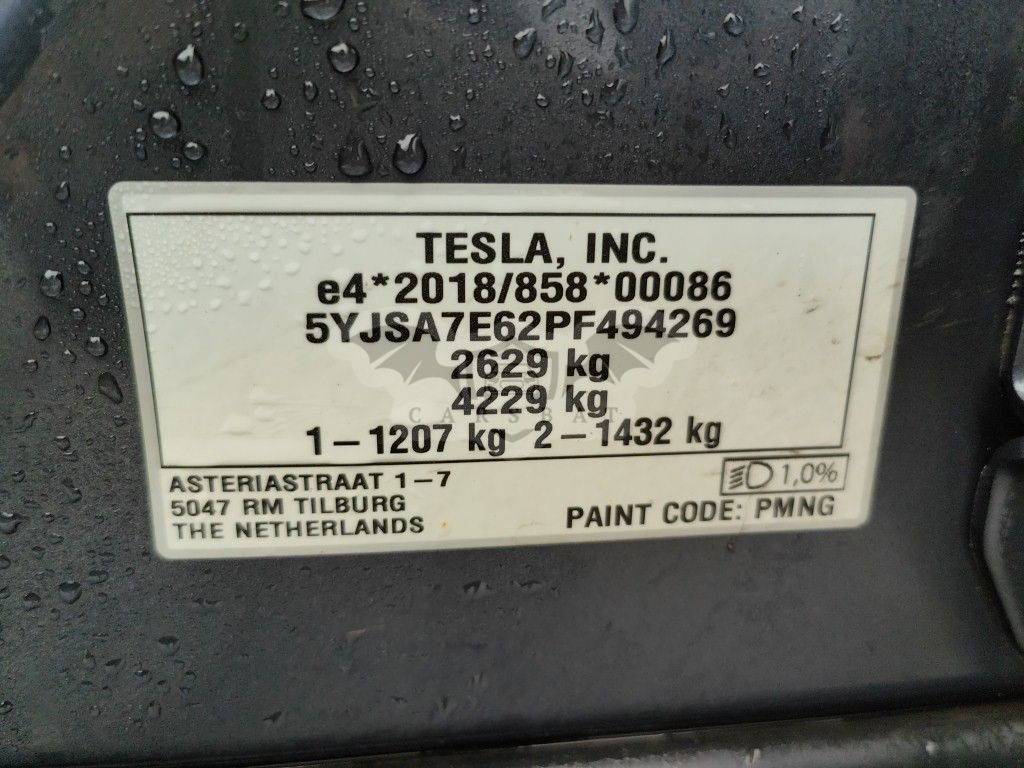 TESLA, INC.
e4*2018/858*00086
5YJSA7E62PF494269
2629 kg
4229 kg
CARSBAT
1–1207 kg 2–1432 kg
1,0%
ASTERIASTRAAT 1–7
5047 RM TILBURG
THE NETHERLANDS
PAINT CODE: PMNG